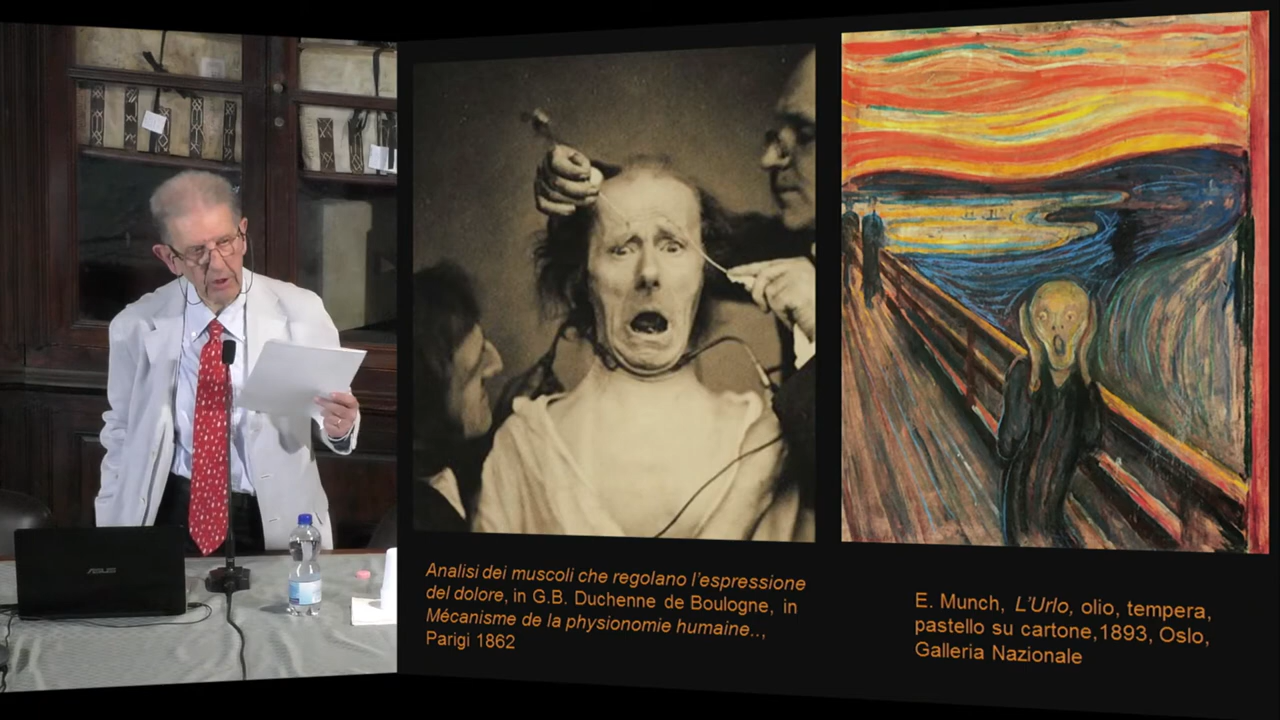 ASUS
Analisi dei muscoli che regolano l'espressione
del dolore, in G.B. Duchenne de Boulogne, in
Mécanisme de la physionomie humaine..,
Parigi 1862
E. Munch, L'Urlo, olio, tempera,
pastello su cartone,1893, Oslo,
Galleria Nazionale